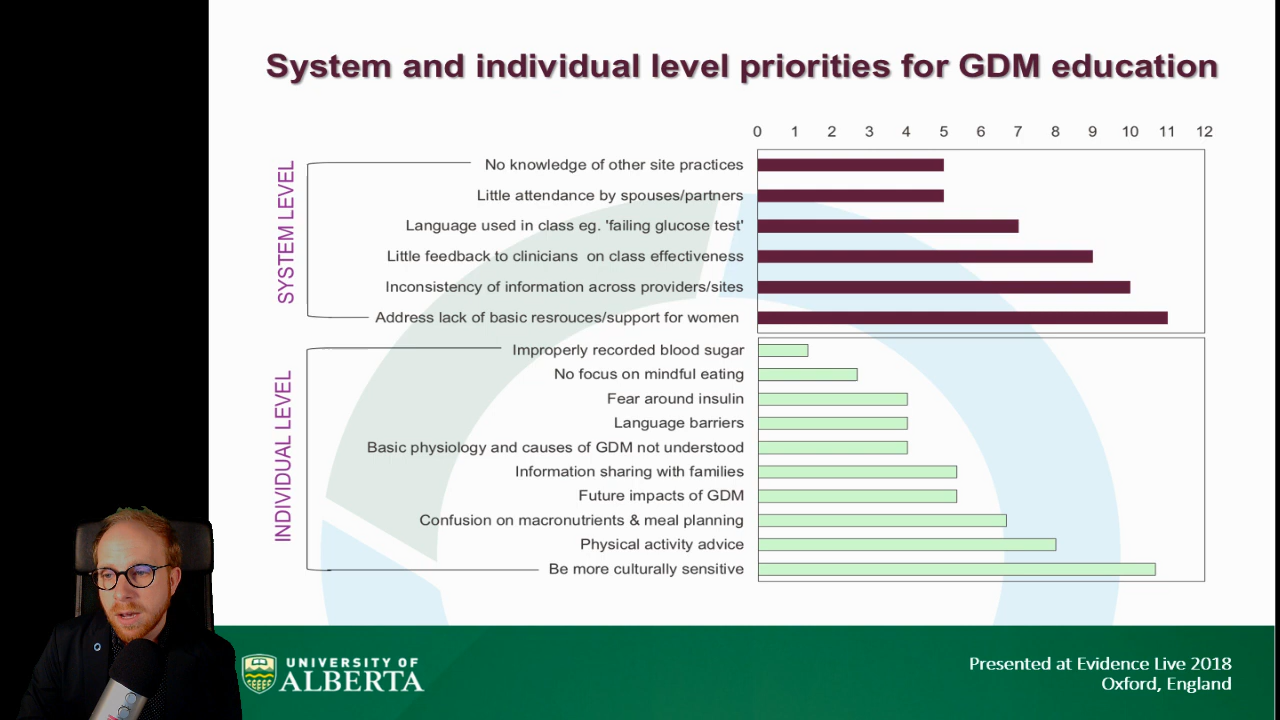 System and individual level priorities for GDM education
0 1 2 3 4 5 6 7 8 9 10 11 12
SYSTEM LEVEL
No knowledge of other site practices
Little attendance by spouses/partners
Language used in class eg. 'failing glucose test'
Little feedback to clinicians  on class effectiveness
Inconsistency of information across providers/sites
Address lack of basic resrouces/support for women
INDIVIDUAL LEVEL
Improperly recorded blood sugar
No focus on mindful eating
Fear around insulin
Language barriers
Basic physiology and causes of GDM not understood
Information sharing with families
Future impacts of GDM
Confusion on macronutrients & meal planning
Physical activity advice
Be more culturally sensitive
UNIVERSITY OF
ALBERTA
Presented at Evidence Live 2018
Oxford, England